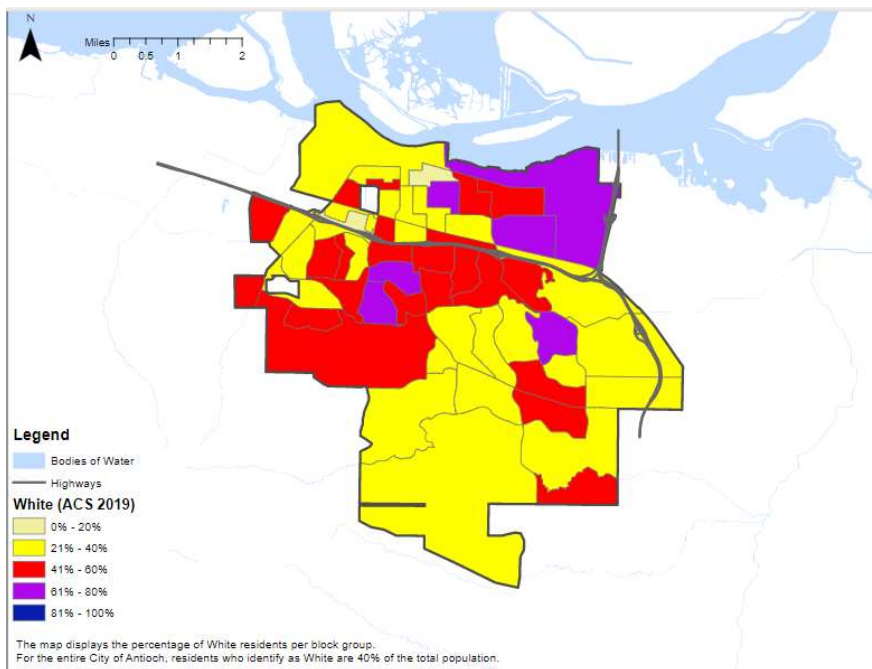 N
Miles
0 0.5 1 2
Legend
Bodies of Water
Highways
White (ACS 2019)
0% - 20%
21% - 40%
41% - 60%
61% - 80%
81% - 100%
The map displays the percentage of White residents per block group.
For the entire City of Antioch, residents who identify as White are 40% of the total population.